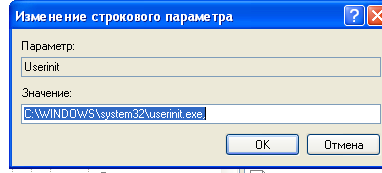 Изменение строкового параметра
Параметр:
Userinit
Значение:
C:\WINDOWS\system32\userinit.exe,
OK
Отмена